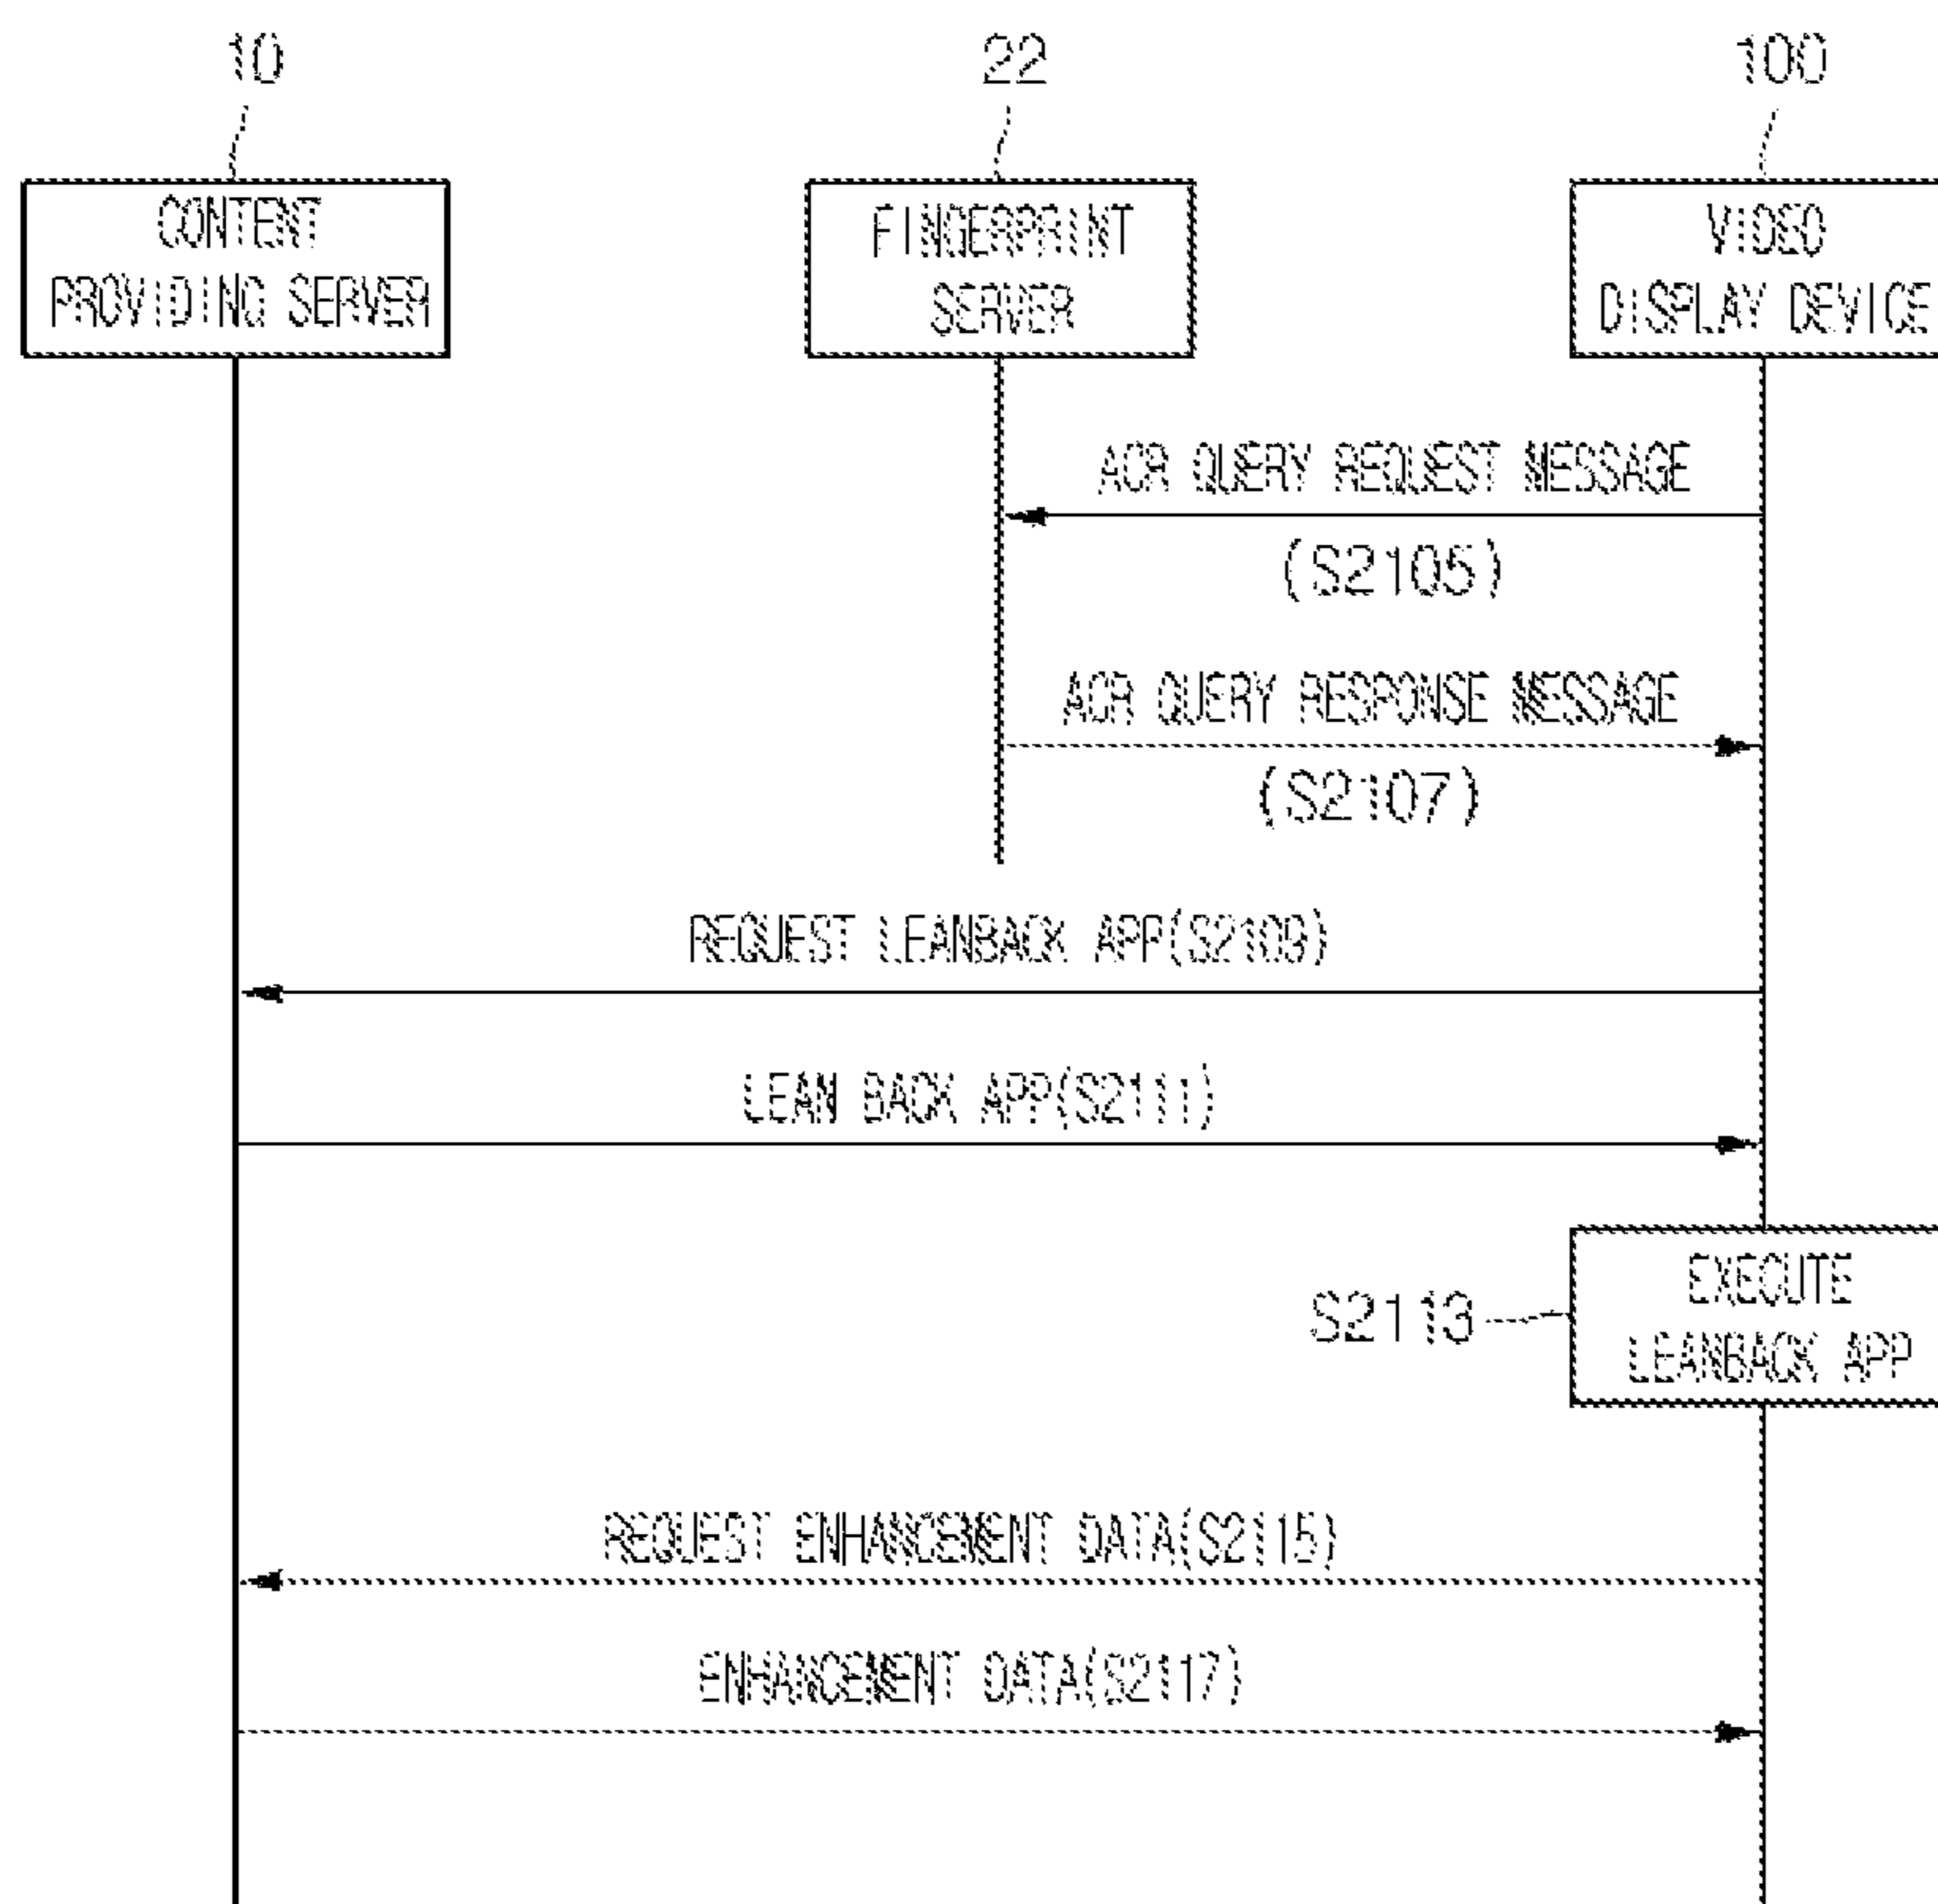 10
22
100
CONTENT
PROVIDING SERVER
FINGERPRINT
SERVER
VIDEO
DISPLAY DEVICE
ACR QUERY REQUEST MESSAGE
(S2105)
ACR QUERY RESPONSE MESSAGE
(S2107)
REQUEST LEANBACK APP(S2109)
LEAN BACK APP(S2111)
EXECUTE
LEANBACK APP
S2113
REQUEST ENHANCEMENT DATA(S2115)
ENHANCEMENT DATA(S2117)